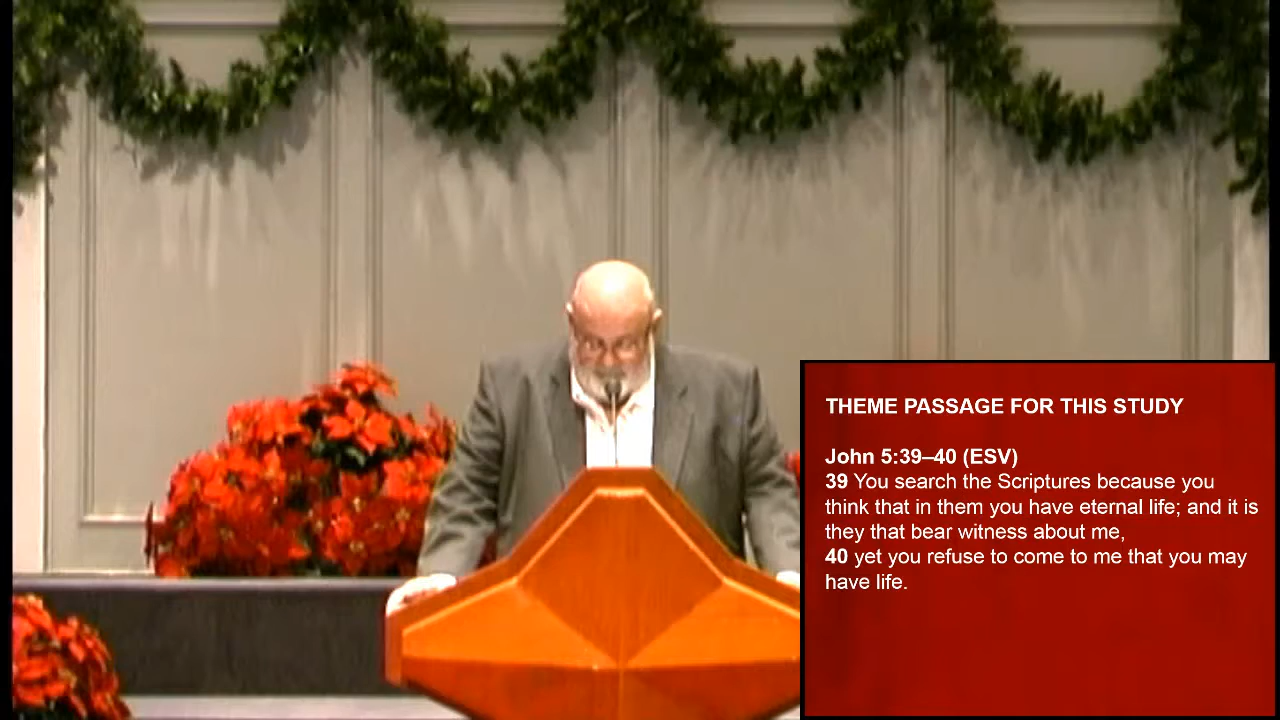 THEME PASSAGE FOR THIS STUDY
John 5:39–40 (ESV)
39 You search the Scriptures because you
think that in them you have eternal life; and it is
they that bear witness about me,
40 yet you refuse to come to me that you may
have life.